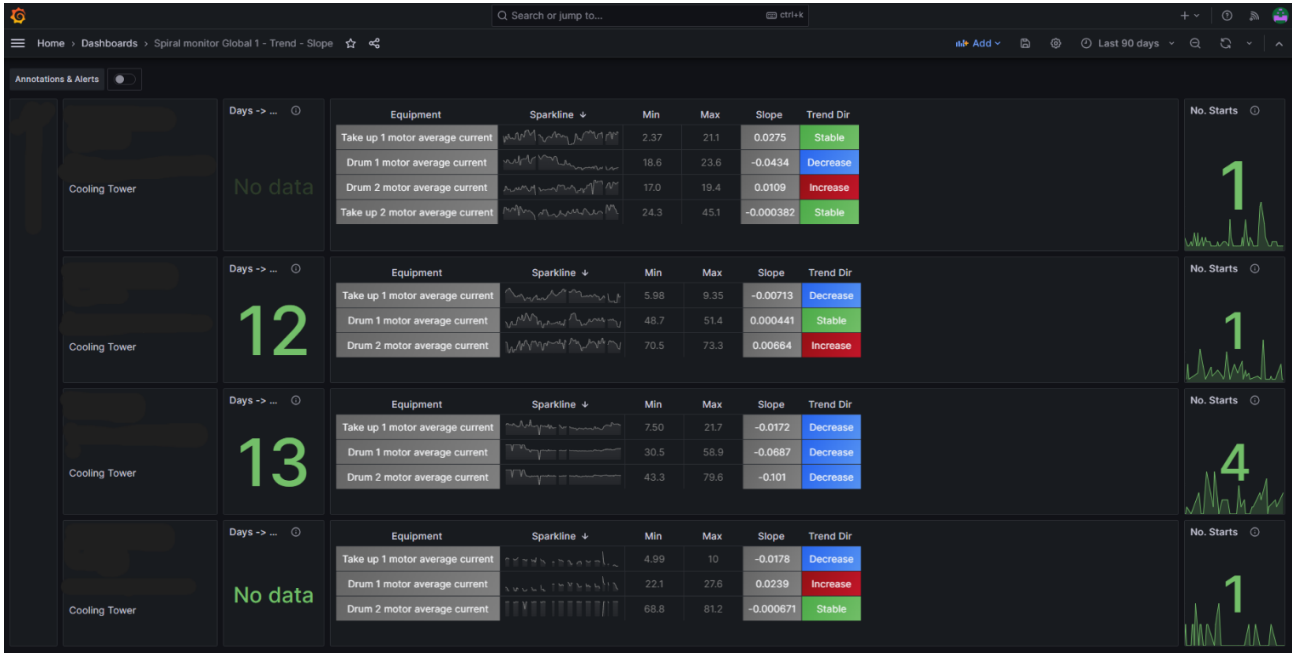 Search or jump to...
ctrl+k
Home > Dashboards > Spiral monitor Global 1 - Trend - Slope
Add
Last 90 days
Annotations & Alerts
Cooling Tower
Days -> ...
No data
Equipment Sparkline ↓ Min Max Slope Trend Dir
Take up 1 motor average current 2.37 21.1 0.0275 Stable
Drum 1 motor average current 18.6 23.6 -0.0434 Decrease
Drum 2 motor average current 17.0 19.4 0.0109 Increase
Take up 2 motor average current 24.3 45.1 -0.000382 Stable
No. Starts
1
Cooling Tower
Days -> ...
12
Equipment Sparkline ↓ Min Max Slope Trend Dir
Take up 1 motor average current 5.98 9.35 -0.00713 Decrease
Drum 1 motor average current 48.7 51.4 0.000441 Stable
Drum 2 motor average current 70.5 73.3 0.00664 Increase
No. Starts
1
Cooling Tower
Days -> ...
13
Equipment Sparkline ↓ Min Max Slope Trend Dir
Take up 1 motor average current 7.50 21.7 -0.0172 Decrease
Drum 1 motor average current 30.5 58.9 -0.0687 Decrease
Drum 2 motor average current 43.3 79.6 -0.101 Decrease
No. Starts
4
Cooling Tower
Days -> ...
No data
Equipment Sparkline ↓ Min Max Slope Trend Dir
Take up 1 motor average current 4.99 10 -0.0178 Decrease
Drum 1 motor average current 22.1 27.6 0.0239 Increase
Drum 2 motor average current 68.8 81.2 -0.000671 Stable
No. Starts
1